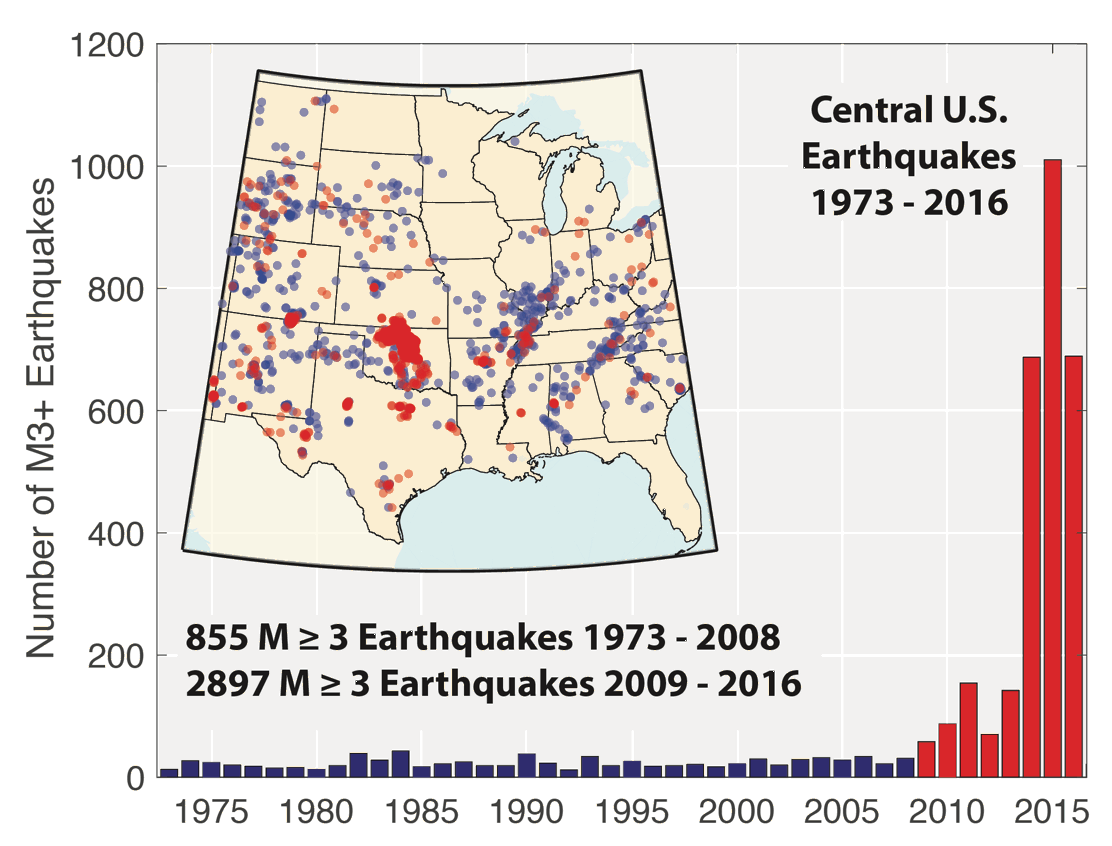 1200
1000
800
600
400
200
0
Number of M3+ Earthquakes
Central U.S.
Earthquakes
1973 - 2016
855 M ≥ 3 Earthquakes 1973 - 2008
2897 M ≥ 3 Earthquakes 2009 - 2016
1975 1980 1985 1990 1995 2000 2005 2010 2015